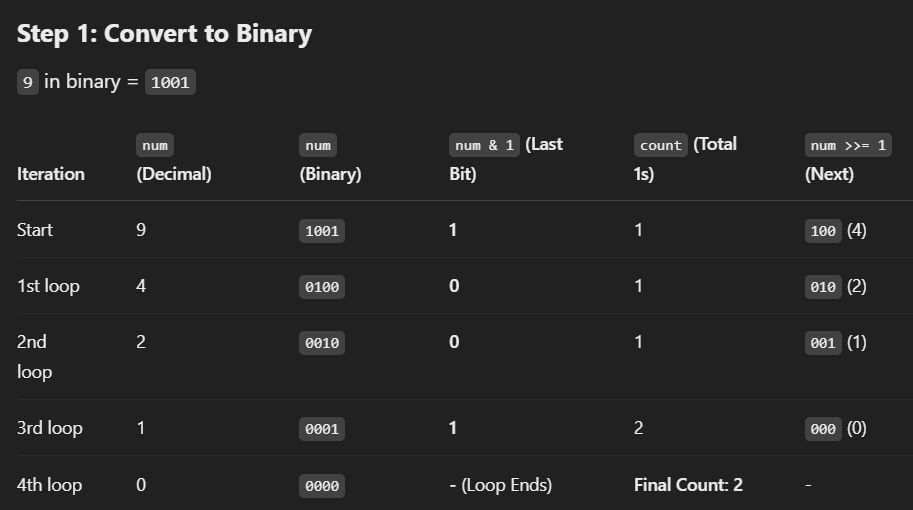 Step 1: Convert to Binary
9 in binary = 1001
Iteration num (Decimal) num (Binary) num & 1 (Last Bit) count (Total 1s) num >>= 1 (Next)
Start 9 1001 1 1 100 (4)
1st loop 4 0100 0 1 010 (2)
2nd loop 2 0010 0 1 001 (1)
3rd loop 1 0001 1 2 000 (0)
4th loop 0 0000 - (Loop Ends) Final Count: 2 -